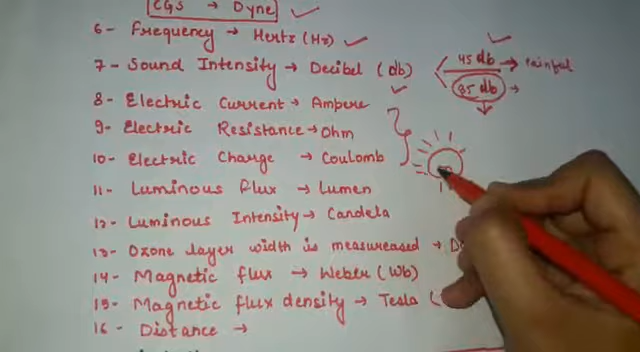 CGS → Dyne
6- Frequency → Hertz (Hz)
7- Sound Intensity → Decibel (db)
45 db → Painful
85 db →
8- Electric Current → Ampere
9- Electric Resistance → Ohm
10- Electric Charge → Coulomb
11- Luminous flux → Lumen
12- Luminous Intensity → Candela
13- Ozone layer width is measureased → D
14- Magnetic flux → Weber (Wb)
15- Magnetic flux density → Tesla (
16- Distance →